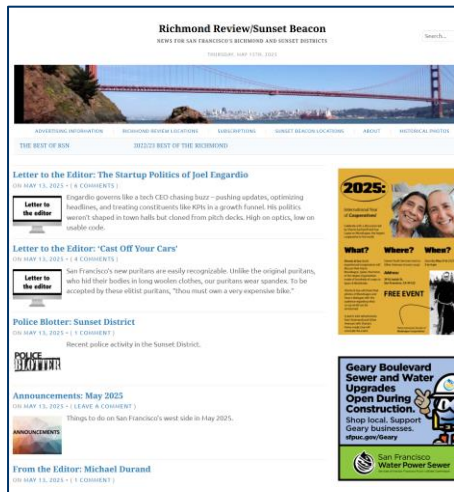 Richmond Review/Sunset Beacon
NEWS FOR SAN FRANCISCO'S RICHMOND AND SUNSET DISTRICTS
Search...
THURSDAY, MAY 15TH, 2025
ADVERTISING INFORMATION
RICHMOND REVIEW LOCATIONS
SUBSCRIPTIONS
SUNSET BEACON LOCATIONS
ABOUT
HISTORICAL PHOTOS
THE BEST OF RSN
2022/23 BEST OF THE RICHMOND
Letter to the Editor: The Startup Politics of Joel Engardio
ON MAY 13, 2025 • ( 6 COMMENTS )
Letter to
the editor
Engardio governs like a tech CEO chasing buzz – pushing updates, optimizing
headlines, and treating constituents like KPIs in a growth funnel. His politics
weren't shaped in town halls but cloned from pitch decks. High on optics, low on
usable code.
Letter to the Editor: 'Cast Off Your Cars'
ON MAY 13, 2025 • ( 4 COMMENTS )
Letter to
the editor
San Francisco's new puritans are easily recognizable. Unlike the original puritans,
who hid their bodies in long woolen clothes, our puritans wear spandex. To be
accepted by these elitist puritans, "thou must own a very expensive bike."
Police Blotter: Sunset District
ON MAY 13, 2025 • ( 1 COMMENT )
POLICE
BLOTTER
Recent police activity in the Sunset District.
Announcements: May 2025
ON MAY 13, 2025 • ( LEAVE A COMMENT )
ANNOUNCEMENTS
Things to do on San Francisco's west side in May 2025.
From the Editor: Michael Durand
ON MAY 13, 2025 • ( 1 COMMENT )
2025:
International Year
of Cooperatives!
What?
Where?
When?
Address
FREE EVENT
Geary Boulevard
Sewer and Water
Upgrades
Open During
Construction.
Shop local. Support
Geary businesses.
sfpuc.gov/Geary
San Francisco
Water Power Sewer